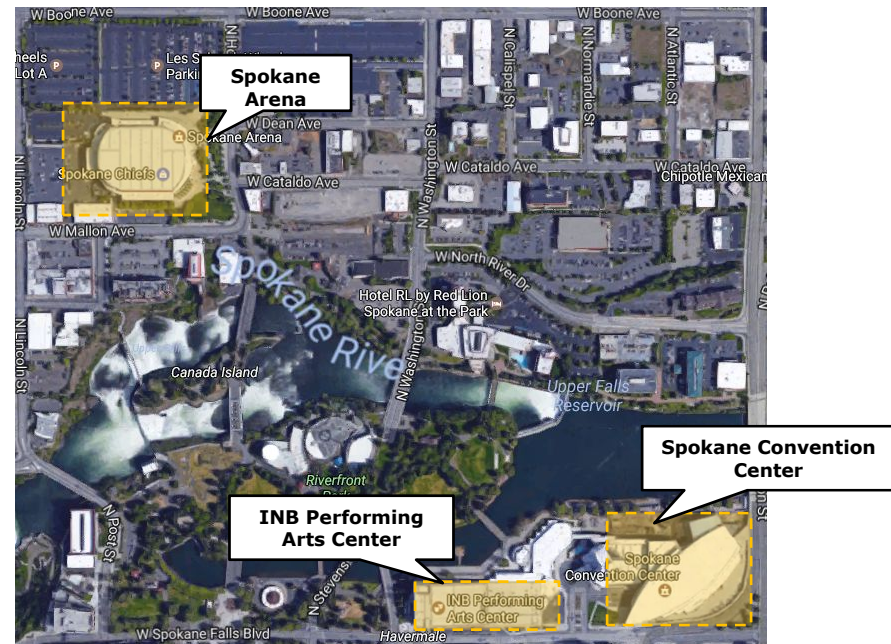 W Boone Ave
W Boone Ave
W Boone Ave
Lot A
P
P
Les
Parki
Spokane
Arena
N Calispel St
N Normandie St
N Atlantic St
W Dean Ave
Spokane Arena
N Washington St
Spokane Chiefs
W Cataldo Ave
W Cataldo Ave
Chipotle Mexican
W Cataldo Ave
N Lincoln St
W Mallon Ave
W North River Dr
Spokane River
Hotel RL by Red Lion
Spokane at the Park
N Washington St
N Lincoln St
Canada Island
Upper Falls
Reservoir
Spokane Convention
Center
Riverfront
INB Performing
Arts Center
N Post St
Spokane
Convention Center
INB Performing
Arts Center
W Spokane Falls Blvd
Havermale